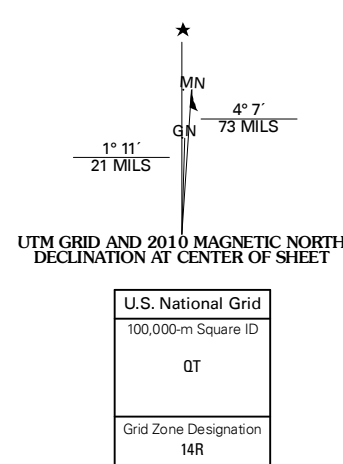 MN
4° 7´
73 MILS
GN
1° 11´
21 MILS
UTM GRID AND 2010 MAGNETIC NORTH
DECLINATION AT CENTER OF SHEET
U.S. National Grid
100,000-m Square ID
QT
Grid Zone Designation
14R